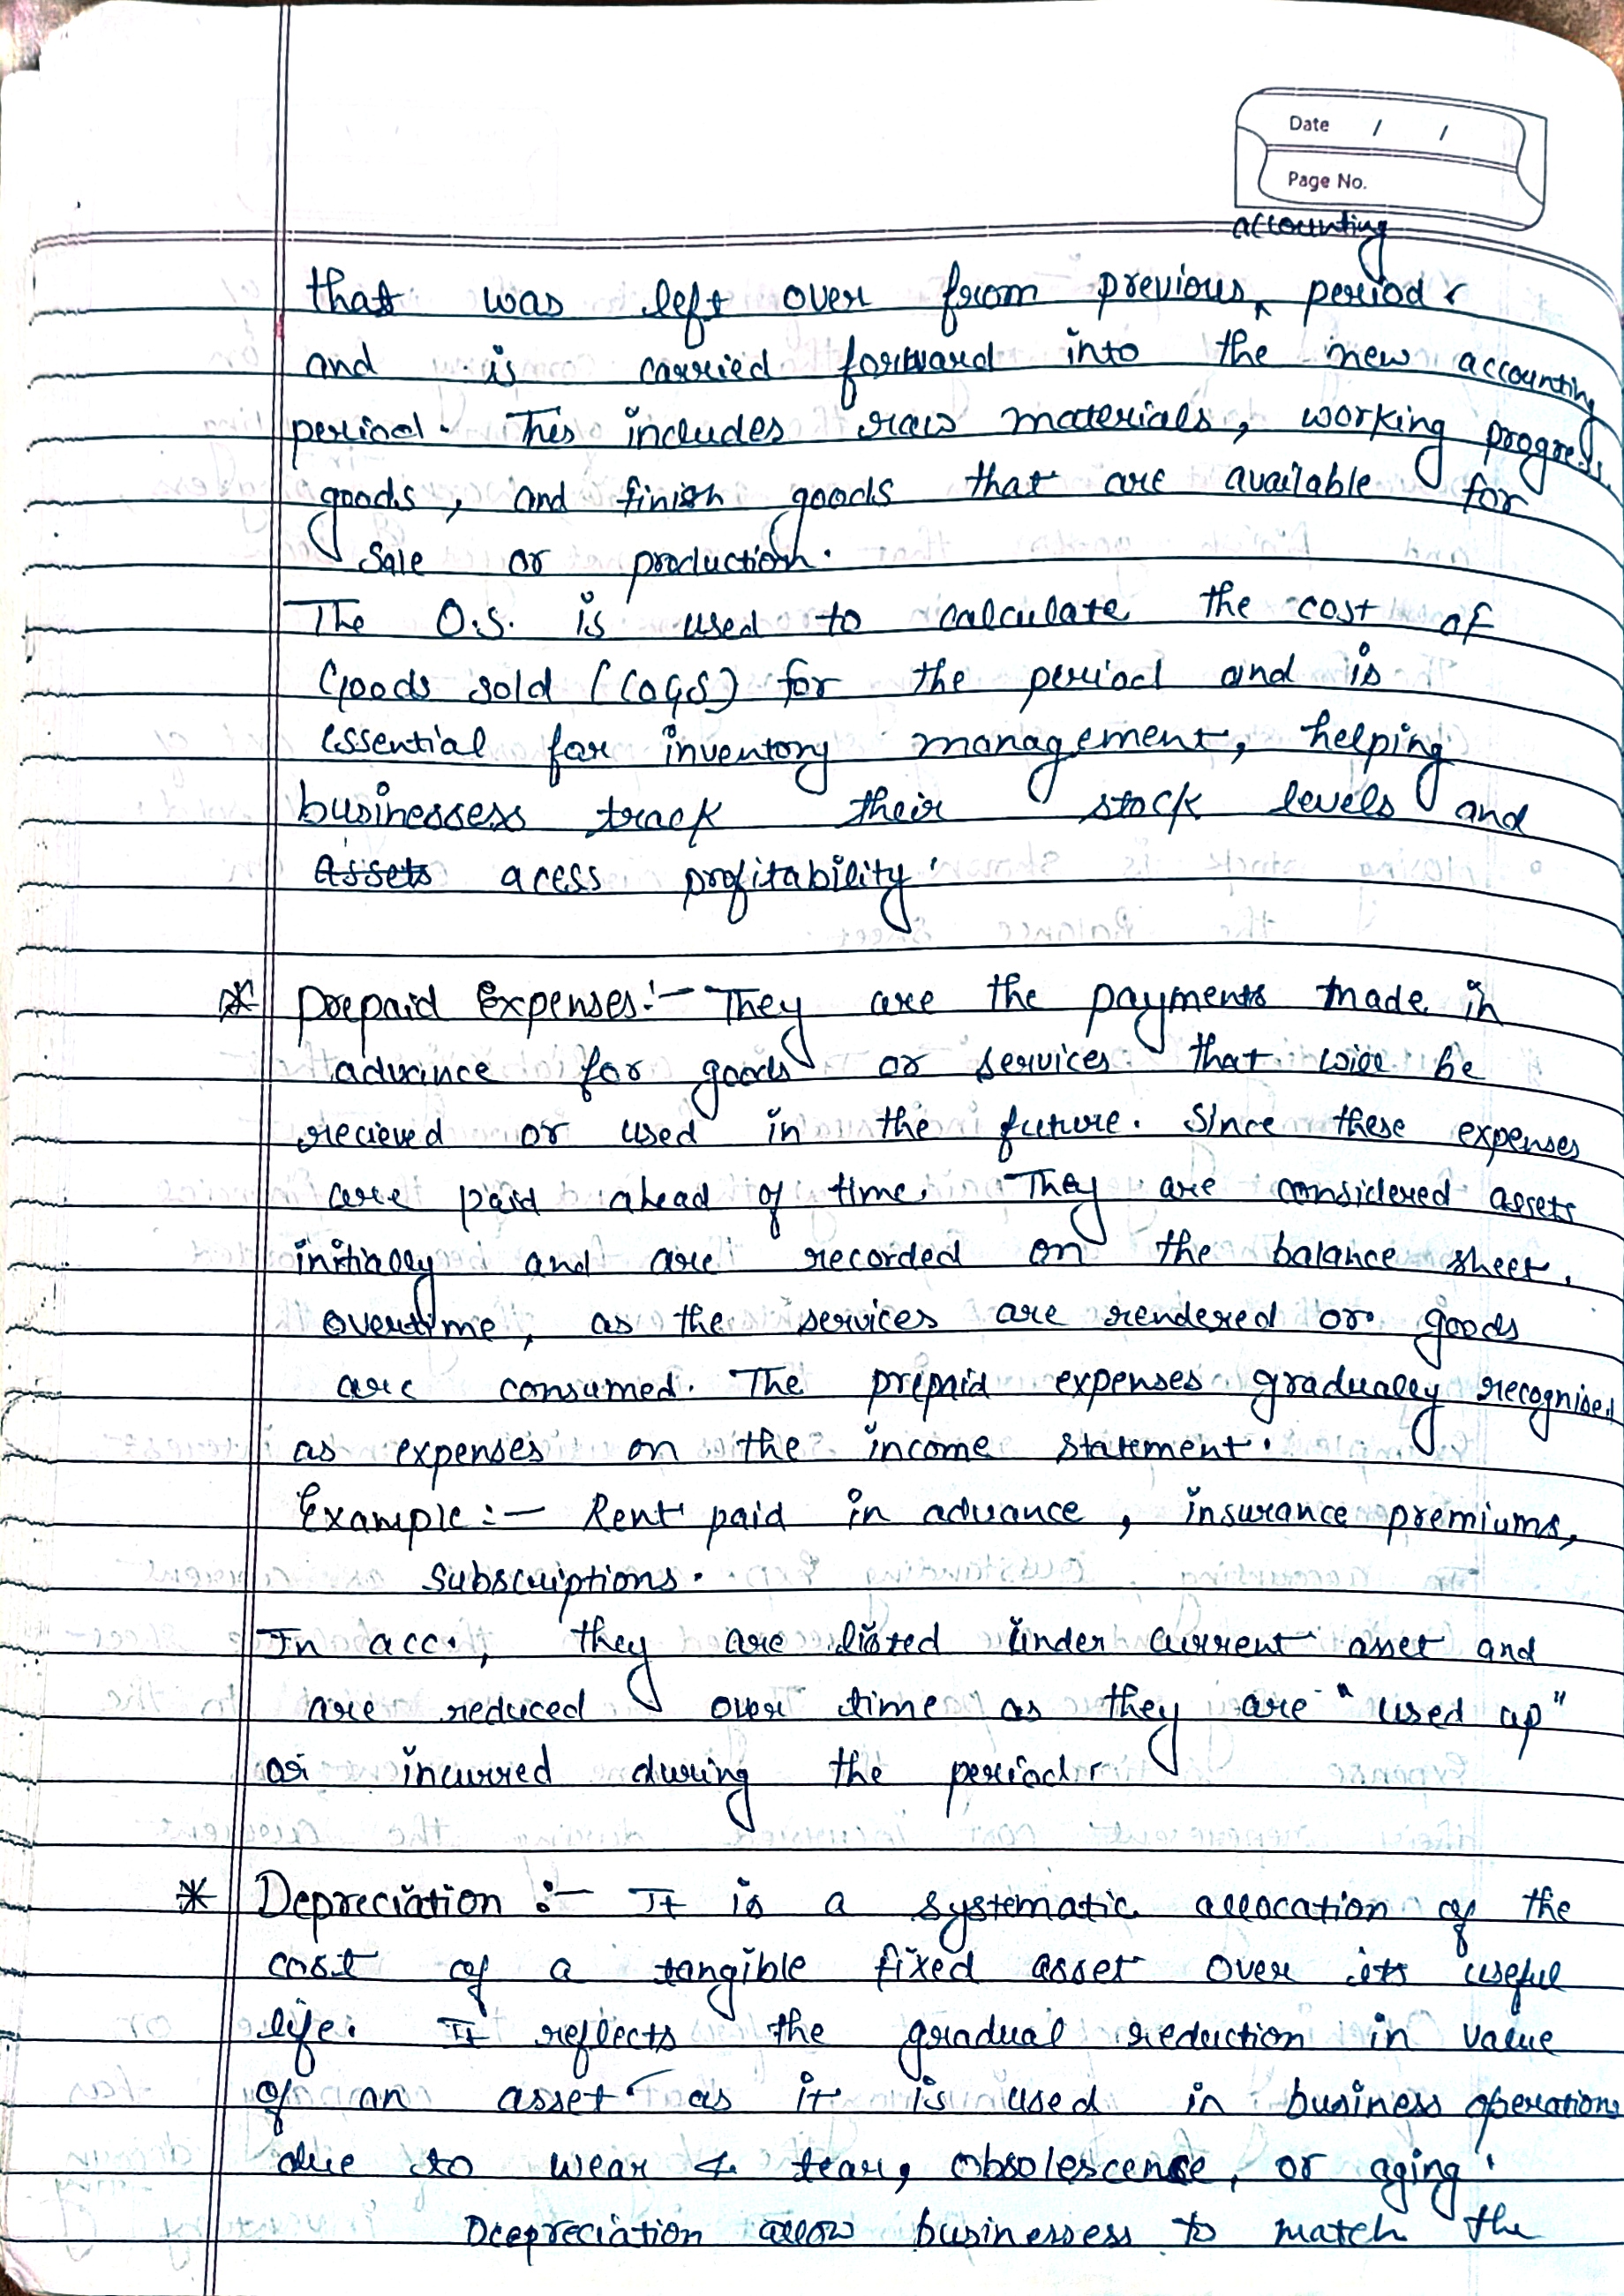 Date / /
Page No.
accounting
that was left over from previous ^ period.
and is carried forward into the new accounting
period. This includes raw materials, working progress
goods, and finish goods that are available for
sale or production.
The O.S. is used to calculate the cost of
Goods sold (COGS) for the period and is
essential for inventory management, helping
businessess track their stock levels and
Assets acess profitability.
* Prepaid Expenses:- They are the payments made in
advance for goods or services that will be
recieved or used in the future. Since these expenses
are paid ahead of time. They are considered assets
initially and are recorded on the balance sheet.
overtime, as the services are rendered or goods
are consumed. The prepaid expenses gradually recognised
as expenses on the income statement.
Example:- Rent paid in advance, insurance premiums,
subscriptions.
In acc., they are listed under current asset and
are reduced over time as they are "used up"
or incurred during the period.
* Depreciation :- It is a systematic allocation of the
cost of a tangible fixed asset over its useful
life. It reflects the gradual reduction in value
of an asset as it is used in business operations
due to wear & tear, obsolescence, or aging.
Deepreciation allow businessess to match the